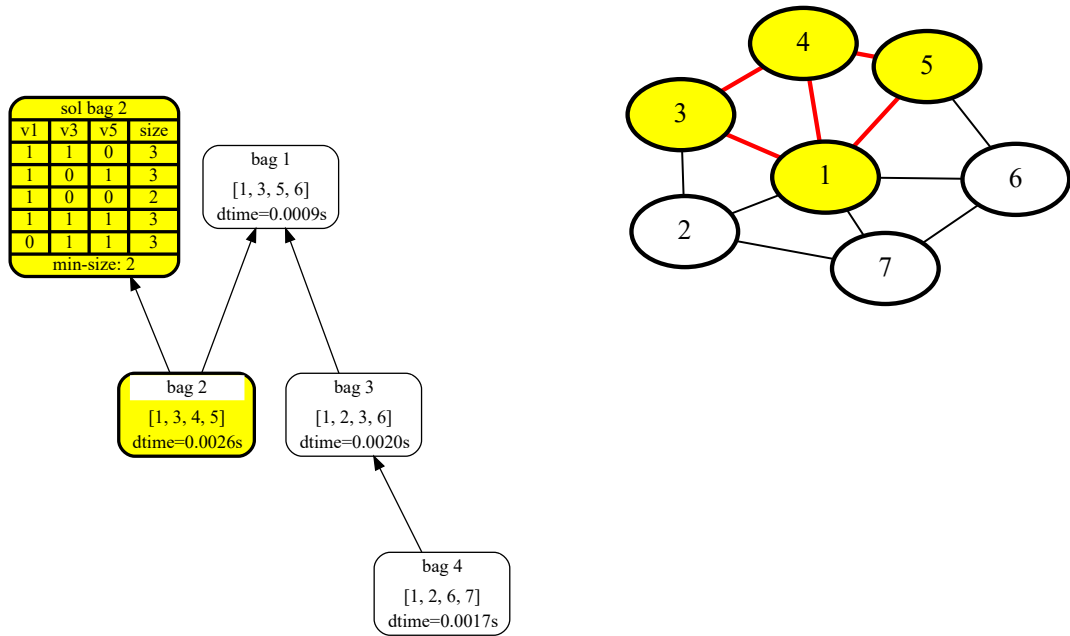 sol bag 2
v1 v3 v5 size
1 1 0 3
1 0 1 3
1 0 0 2
1 1 1 3
0 1 1 3
min-size: 2
bag 1
[1, 3, 5, 6]
dtime=0.0009s
bag 2
[1, 3, 4, 5]
dtime=0.0026s
bag 3
[1, 2, 3, 6]
dtime=0.0020s
bag 4
[1, 2, 6, 7]
dtime=0.0017s
4
5
3
1
6
2
7